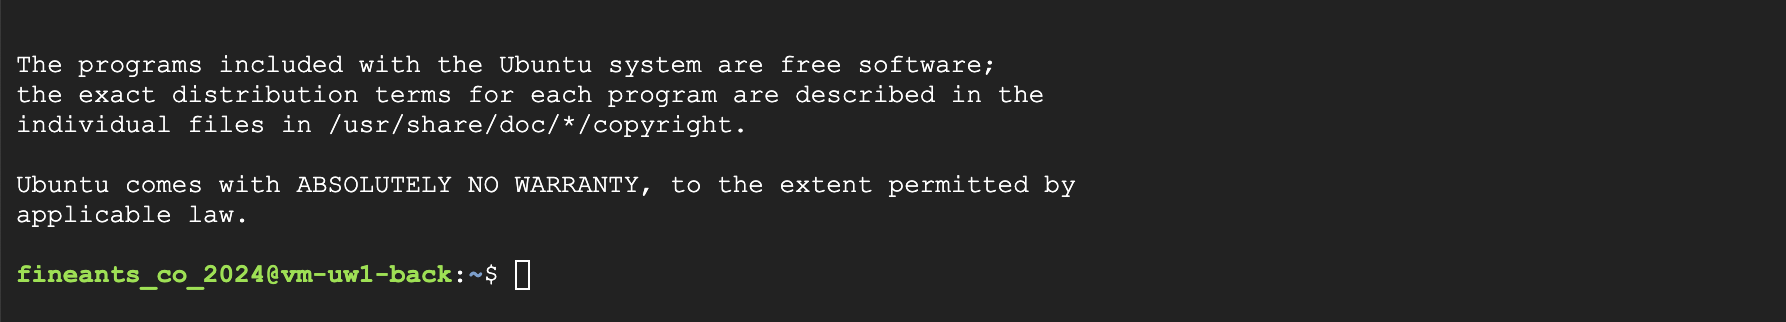 The programs included with the Ubuntu system are free software;
the exact distribution terms for each program are described in the
individual files in /usr/share/doc/*/copyright.
Ubuntu comes with ABSOLUTELY NO WARRANTY, to the extent permitted by
applicable law.
fineants_co_2024@vm-uw1-back:~$